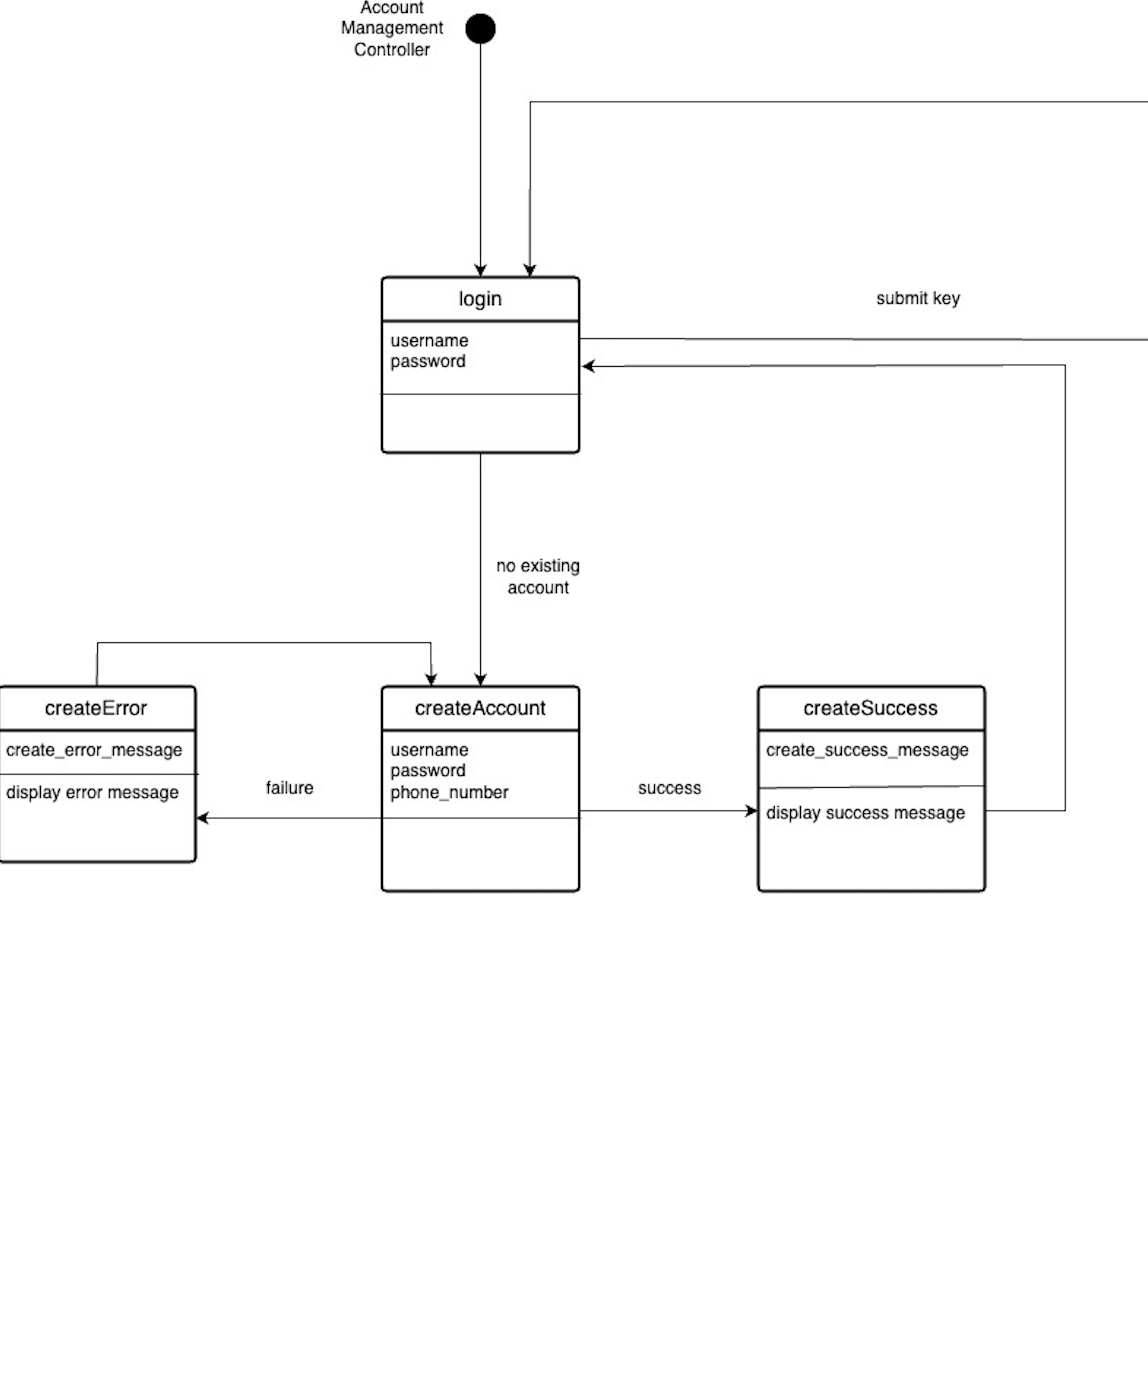 Account
Management
Controller
login
submit key
username
password
no existing
account
createError
createAccount
createSuccess
create_error_message
username
password
phone_number
create_success_message
display error message
failure
success
display success message